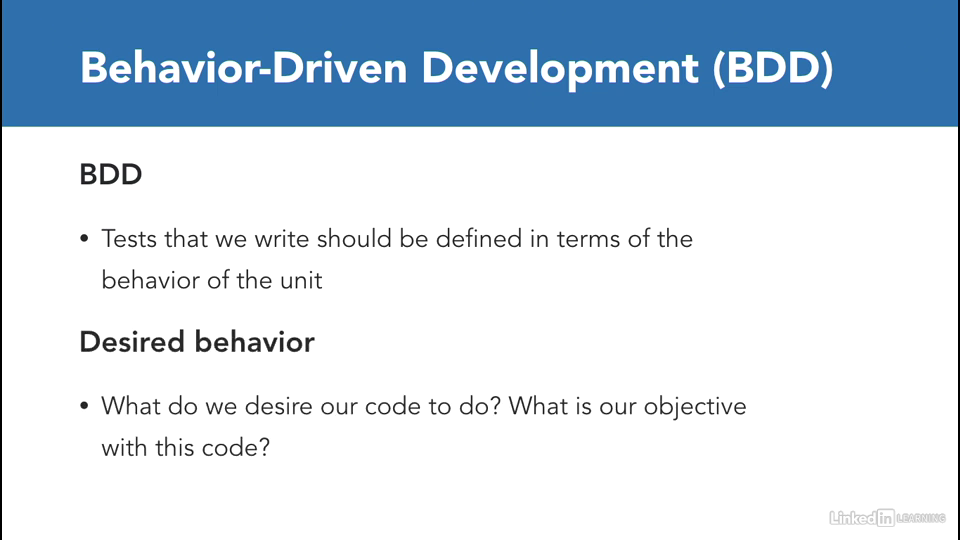 Behavior-Driven Development (BDD)
BDD
• Tests that we write should be defined in terms of the
behavior of the unit
Desired behavior
• What do we desire our code to do? What is our objective
with this code?
Linked in LEARNING